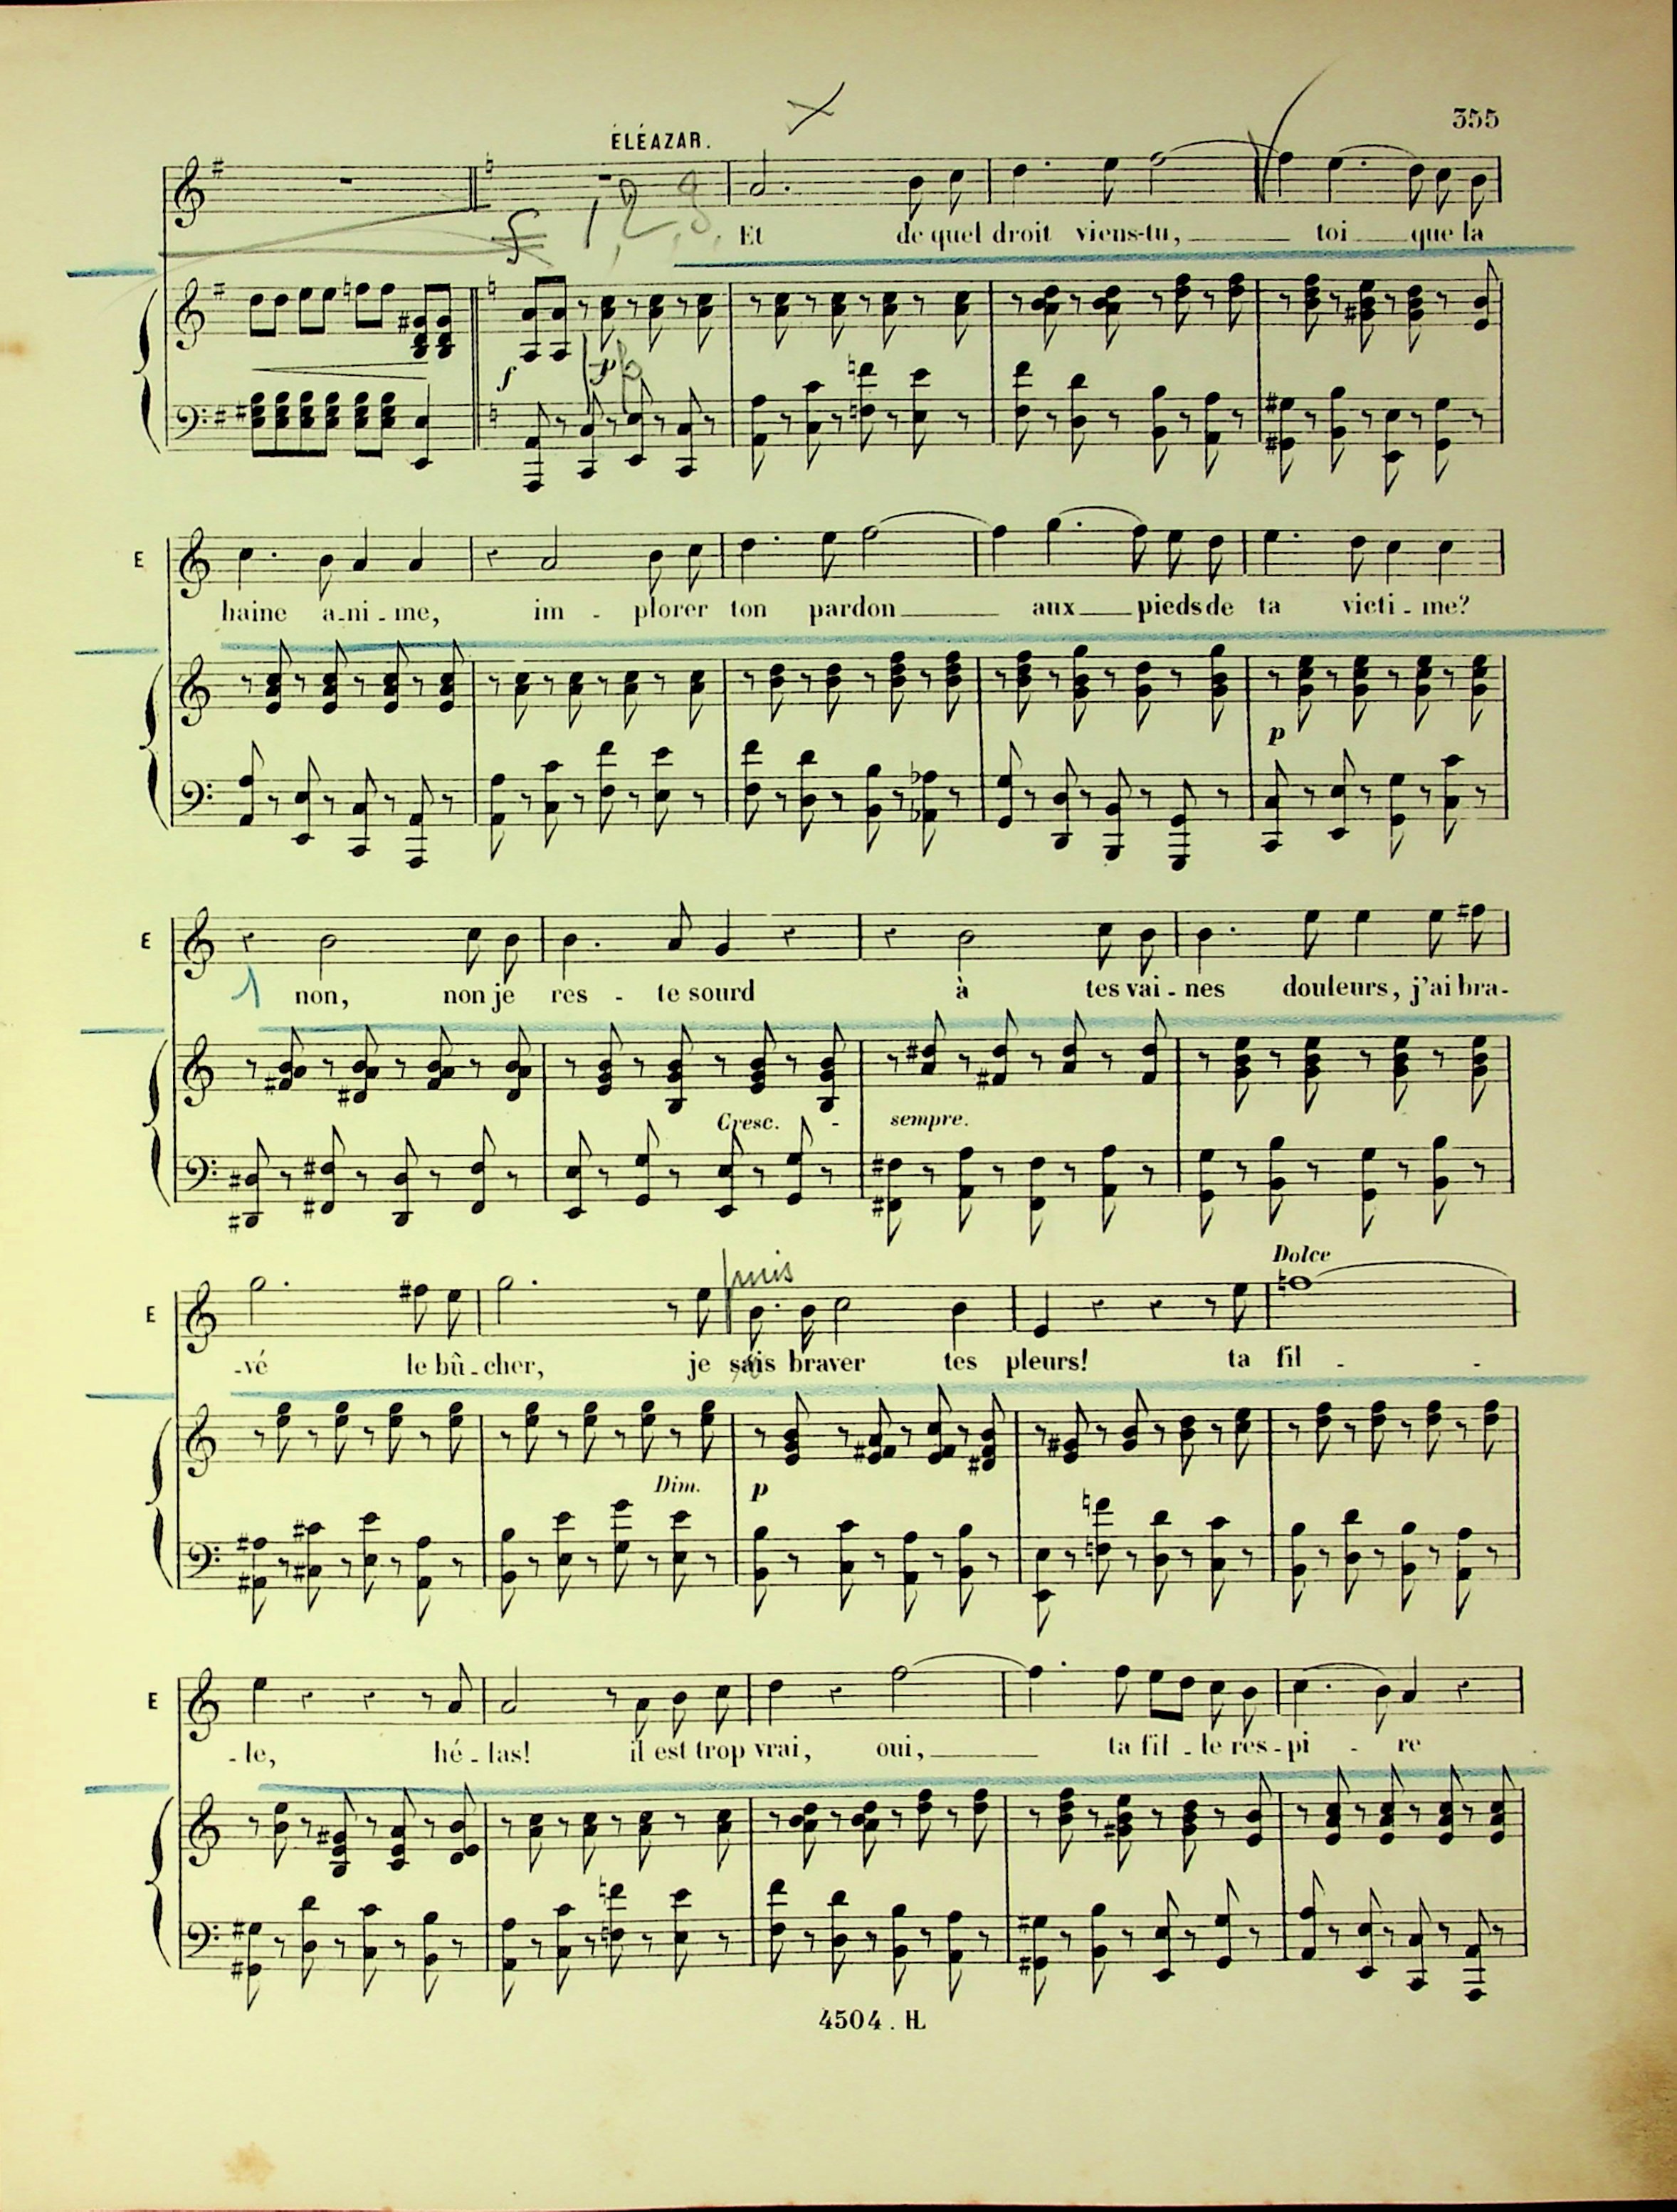 355
ÉLÉAZAR.
Et de quel droit viens-tu, toi que la
f p
E
haine a-ni-me, im - plorer ton pardon aux pieds de ta victi-me?
p
E
1 non, non je res - te sourd à tes vai-nes douleurs, j'ai bra-
Cresc. - sempre.
puis
Dolce
E
-vé le bû-cher, je sais braver tes pleurs! ta fil - -
Dim. p
E
-le, hé-las! il est trop vrai, oui, ta fil-le res-pi - re
4504. HL